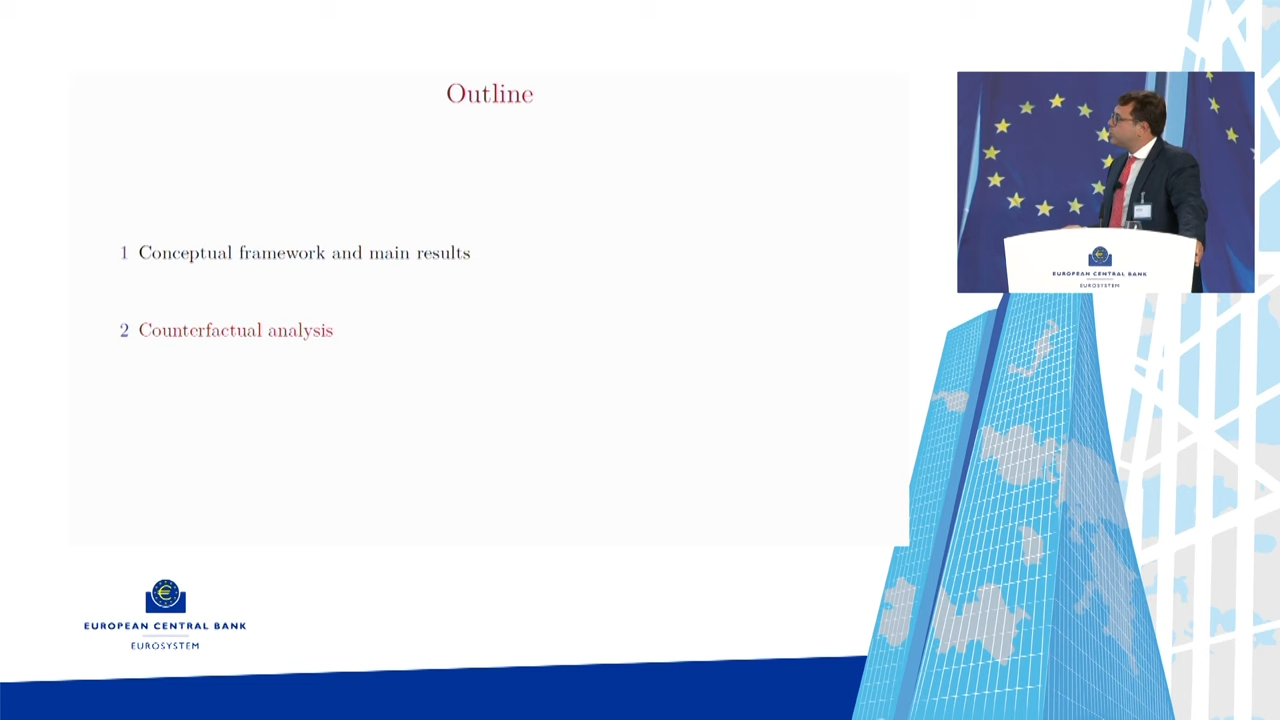 Outline
1 Conceptual framework and main results
2 Counterfactual analysis
EUROPEAN CENTRAL BANK
EUROSYSTEM
EUROPEAN CENTRAL BANK
EUROSYSTEM